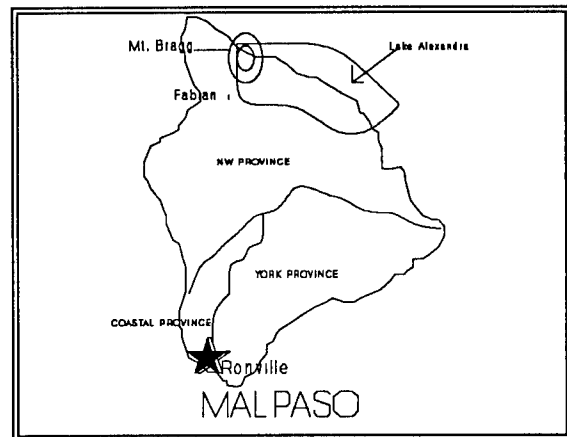 Mt. Bragg
Lake Alexandra
Fabian
NW PROVINCE
YORK PROVINCE
COASTAL PROVINCE
Ronville
MALPASO